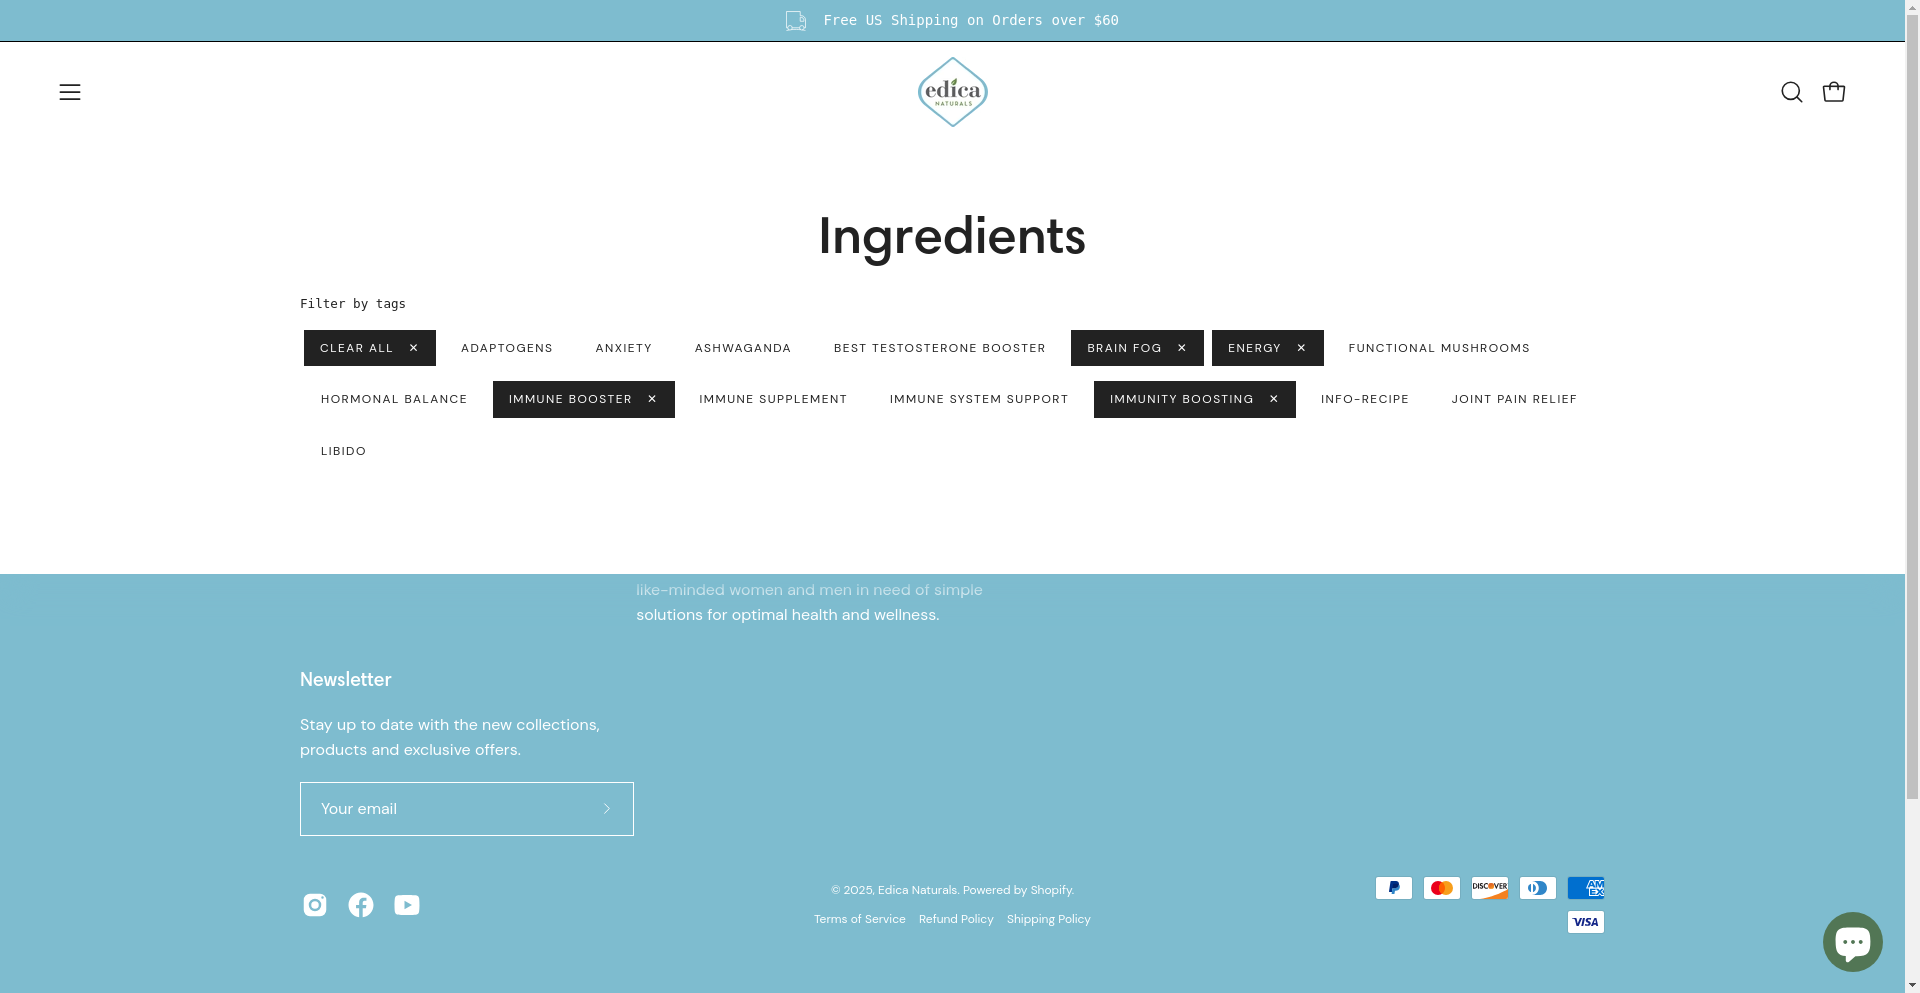 Free US Shipping on Orders over $60
edica
NATURALS
Ingredients
Filter by tags
CLEAR ALL ✕ ADAPTOGENS ANXIETY ASHWAGANDA BEST TESTOSTERONE BOOSTER BRAIN FOG ✕ ENERGY ✕ FUNCTIONAL MUSHROOMS
HORMONAL BALANCE IMMUNE BOOSTER ✕ IMMUNE SUPPLEMENT IMMUNE SYSTEM SUPPORT IMMUNITY BOOSTING ✕ INFO-RECIPE JOINT PAIN RELIEF
LIBIDO
like-minded women and men in need of simple
solutions for optimal health and wellness.
Newsletter
Stay up to date with the new collections,
products and exclusive offers.
Your email
© 2025, Edica Naturals. Powered by Shopify.
Terms of Service Refund Policy Shipping Policy
DISCOVER
AMEX
VISA